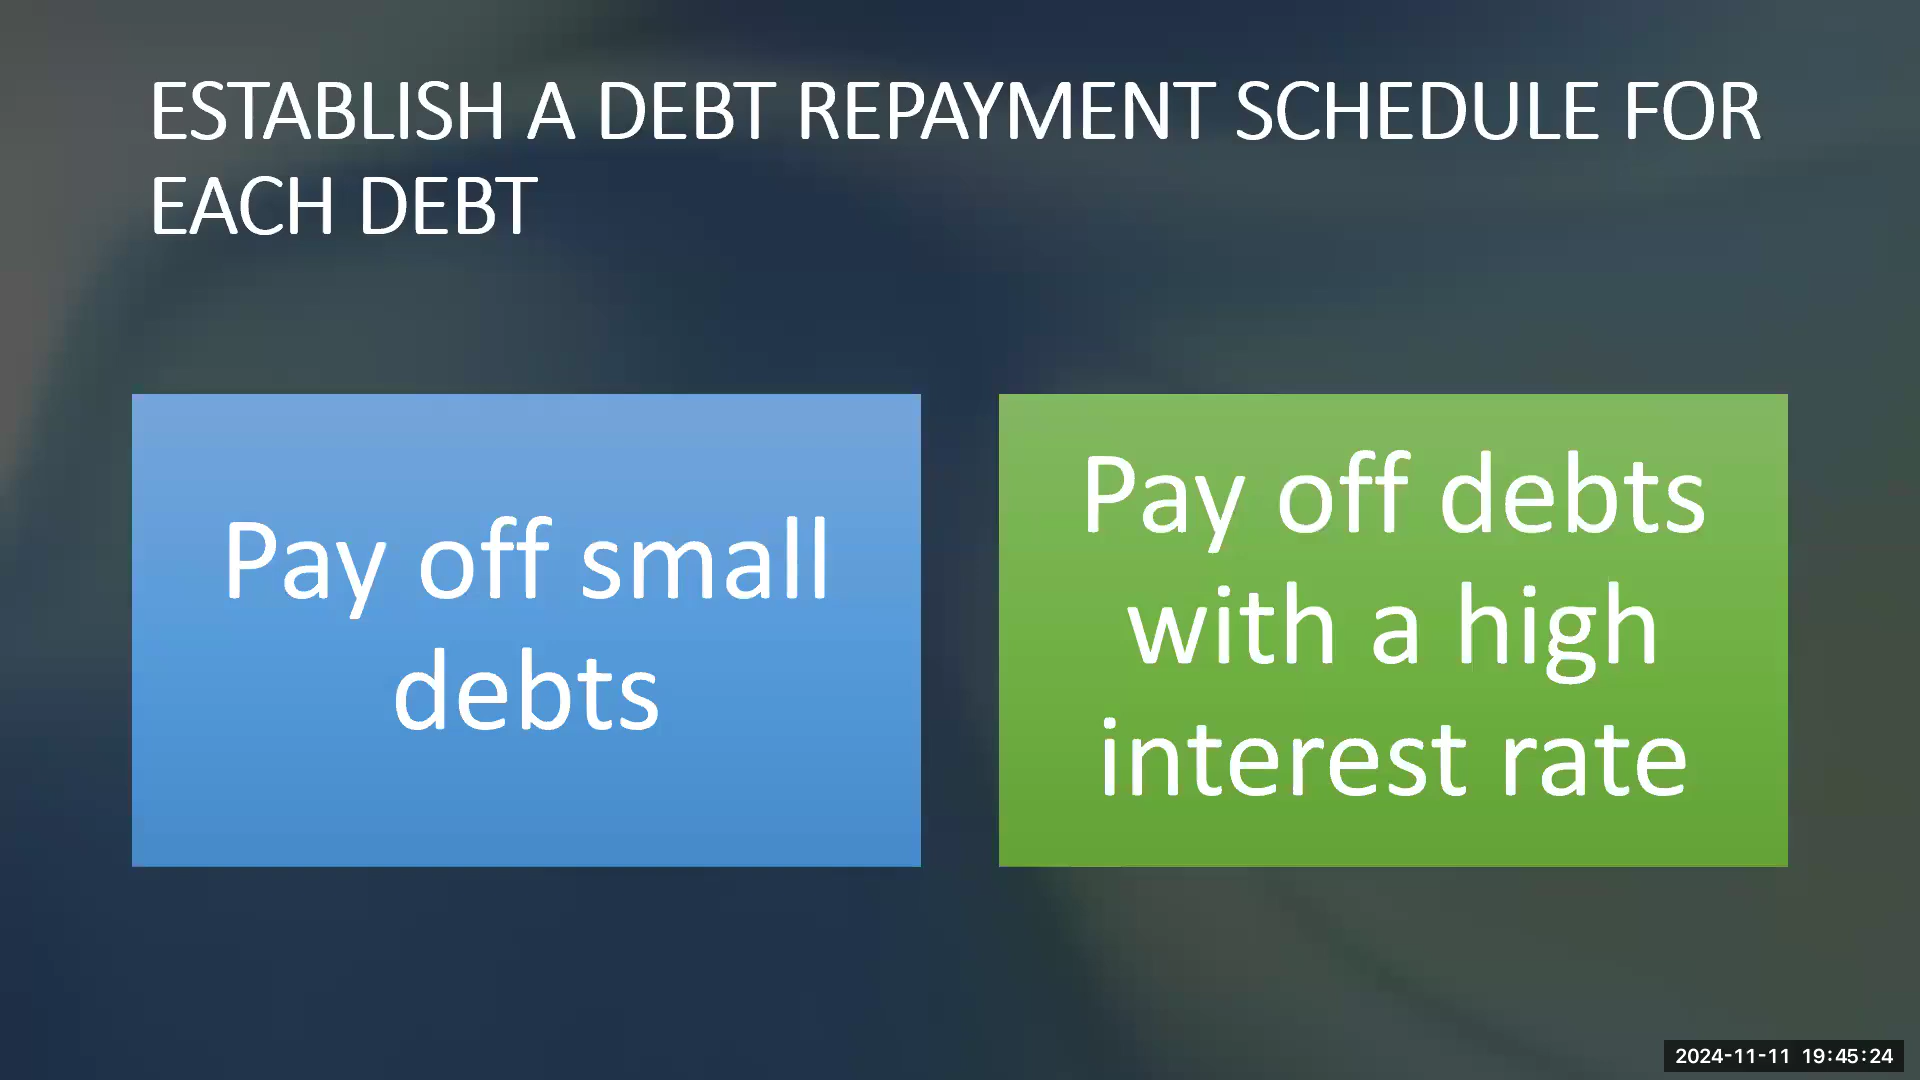 ESTABLISH A DEBT REPAYMENT SCHEDULE FOR
EACH DEBT
Pay off small
debts
Pay off debts
with a high
interest rate
2024-11-11 19:45:24